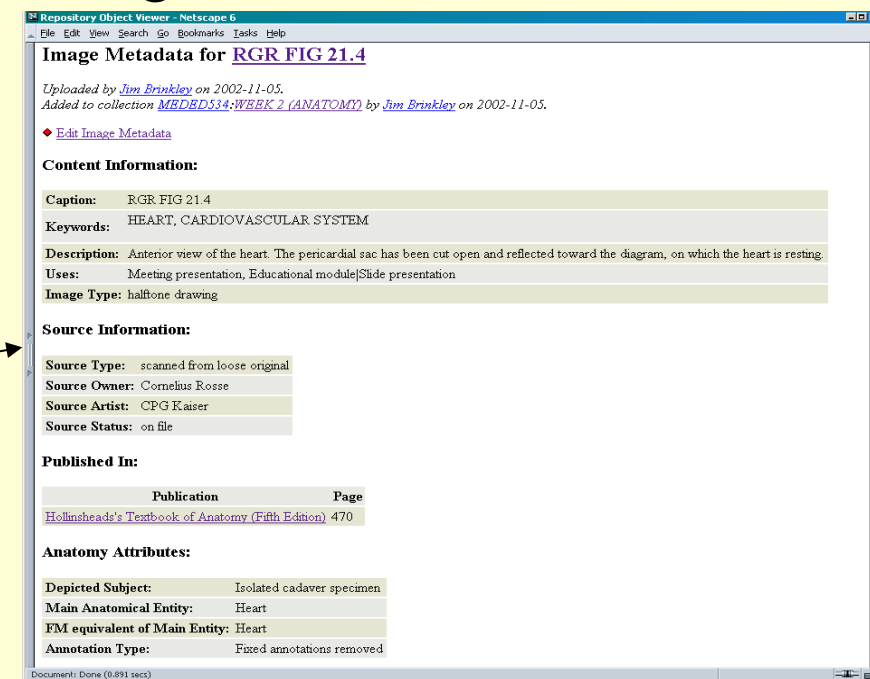 Repository Object Viewer - Netscape 6
File Edit View Search Go Bookmarks Tasks Help
Image Metadata for RGR FIG 21.4
Uploaded by Jim Brinkley on 2002-11-05.
Added to collection MEDED534:WEEK 2 (ANATOMY) by Jim Brinkley on 2002-11-05.
Edit Image Metadata
Content Information:
Caption: RGR FIG 21.4
Keywords: HEART, CARDIOVASCULAR SYSTEM
Description: Anterior view of the heart. The pericardial sac has been cut open and reflected toward the diagram, on which the heart is resting.
Uses: Meeting presentation, Educational module|Slide presentation
Image Type: halftone drawing
Source Information:
Source Type: scanned from loose original
Source Owner: Cornelius Rosse
Source Artist: CPG Kaiser
Source Status: on file
Published In:
Publication Page
Hollinsheads's Textbook of Anatomy (Fifth Edition) 470
Anatomy Attributes:
Depicted Subject: Isolated cadaver specimen
Main Anatomical Entity: Heart
FM equivalent of Main Entity: Heart
Annotation Type: Fixed annotations removed
Document: Done (0.891 secs)